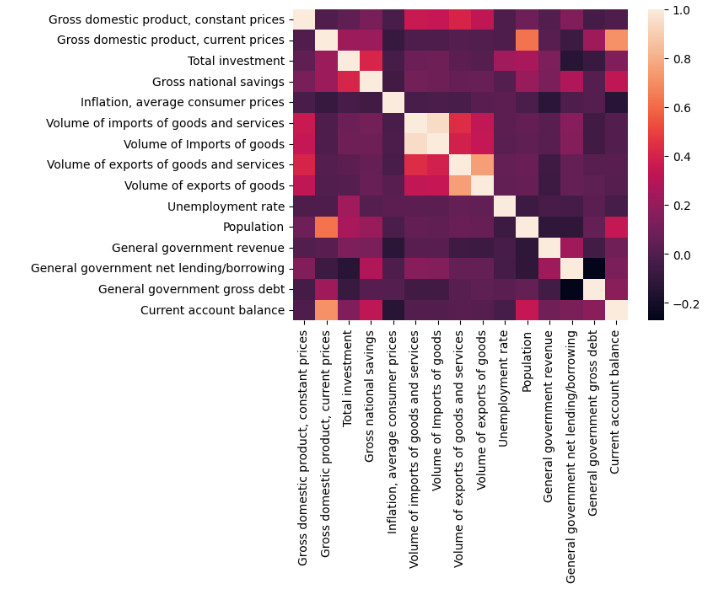 Gross domestic product, constant prices
Gross domestic product, current prices
Total investment
Gross national savings
Inflation, average consumer prices
Volume of imports of goods and services
Volume of Imports of goods
Volume of exports of goods and services
Volume of exports of goods
Unemployment rate
Population
General government revenue
General government net lending/borrowing
General government gross debt
Current account balance
1.0
0.8
0.6
0.4
0.2
0.0
−0.2
Gross domestic product, constant prices
Gross domestic product, current prices
Total investment
Gross national savings
Inflation, average consumer prices
Volume of imports of goods and services
Volume of Imports of goods
Volume of exports of goods and services
Volume of exports of goods
Unemployment rate
Population
General government revenue
General government net lending/borrowing
General government gross debt
Current account balance